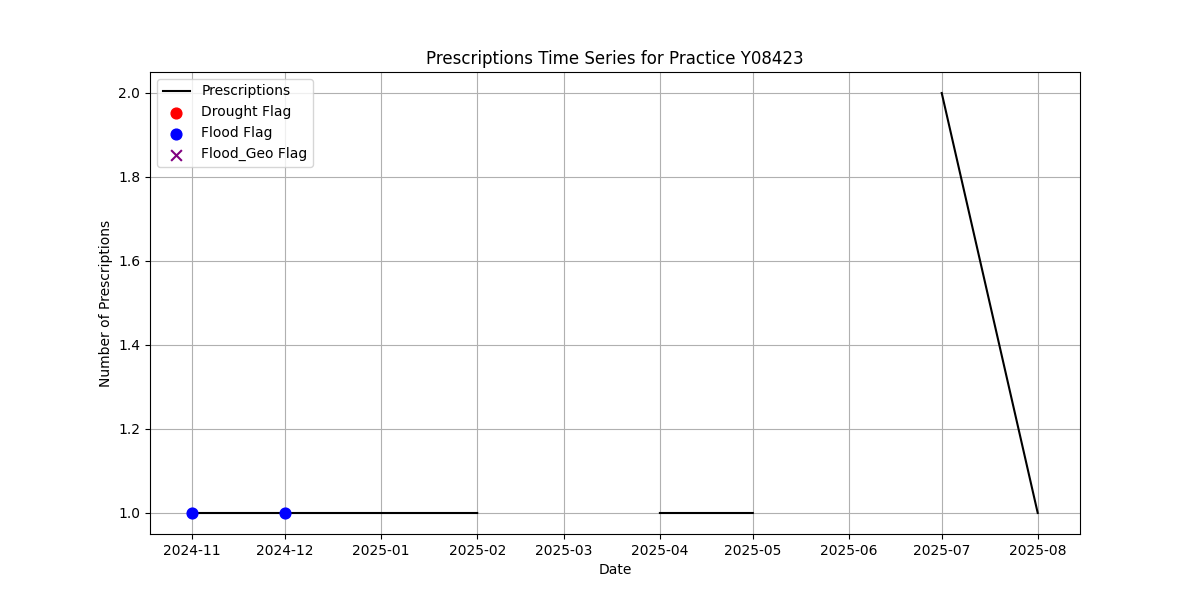 Prescriptions Time Series for Practice Y08423
Prescriptions
Drought Flag
Flood Flag
Flood_Geo Flag
Number of Prescriptions
2.0
1.8
1.6
1.4
1.2
1.0
2024-11 2024-12 2025-01 2025-02 2025-03 2025-04 2025-05 2025-06 2025-07 2025-08
Date